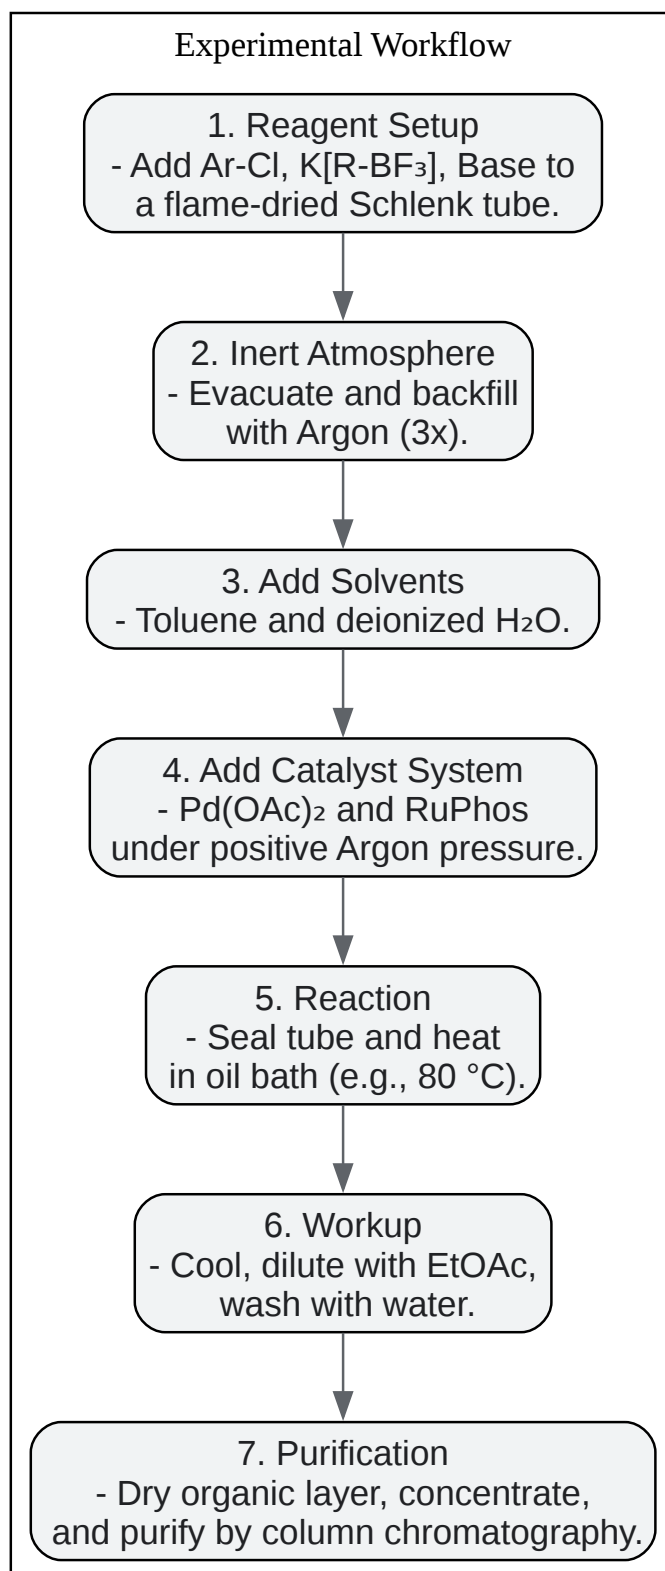 Experimental Workflow
1. Reagent Setup
- Add Ar-Cl, K[R-BF₃], Base to
a flame-dried Schlenk tube.
2. Inert Atmosphere
- Evacuate and backfill
with Argon (3x).
3. Add Solvents
- Toluene and deionized H₂O.
4. Add Catalyst System
- Pd(OAc)₂ and RuPhos
under positive Argon pressure.
5. Reaction
- Seal tube and heat
in oil bath (e.g., 80 °C).
6. Workup
- Cool, dilute with EtOAc,
wash with water.
7. Purification
- Dry organic layer, concentrate,
and purify by column chromatography.